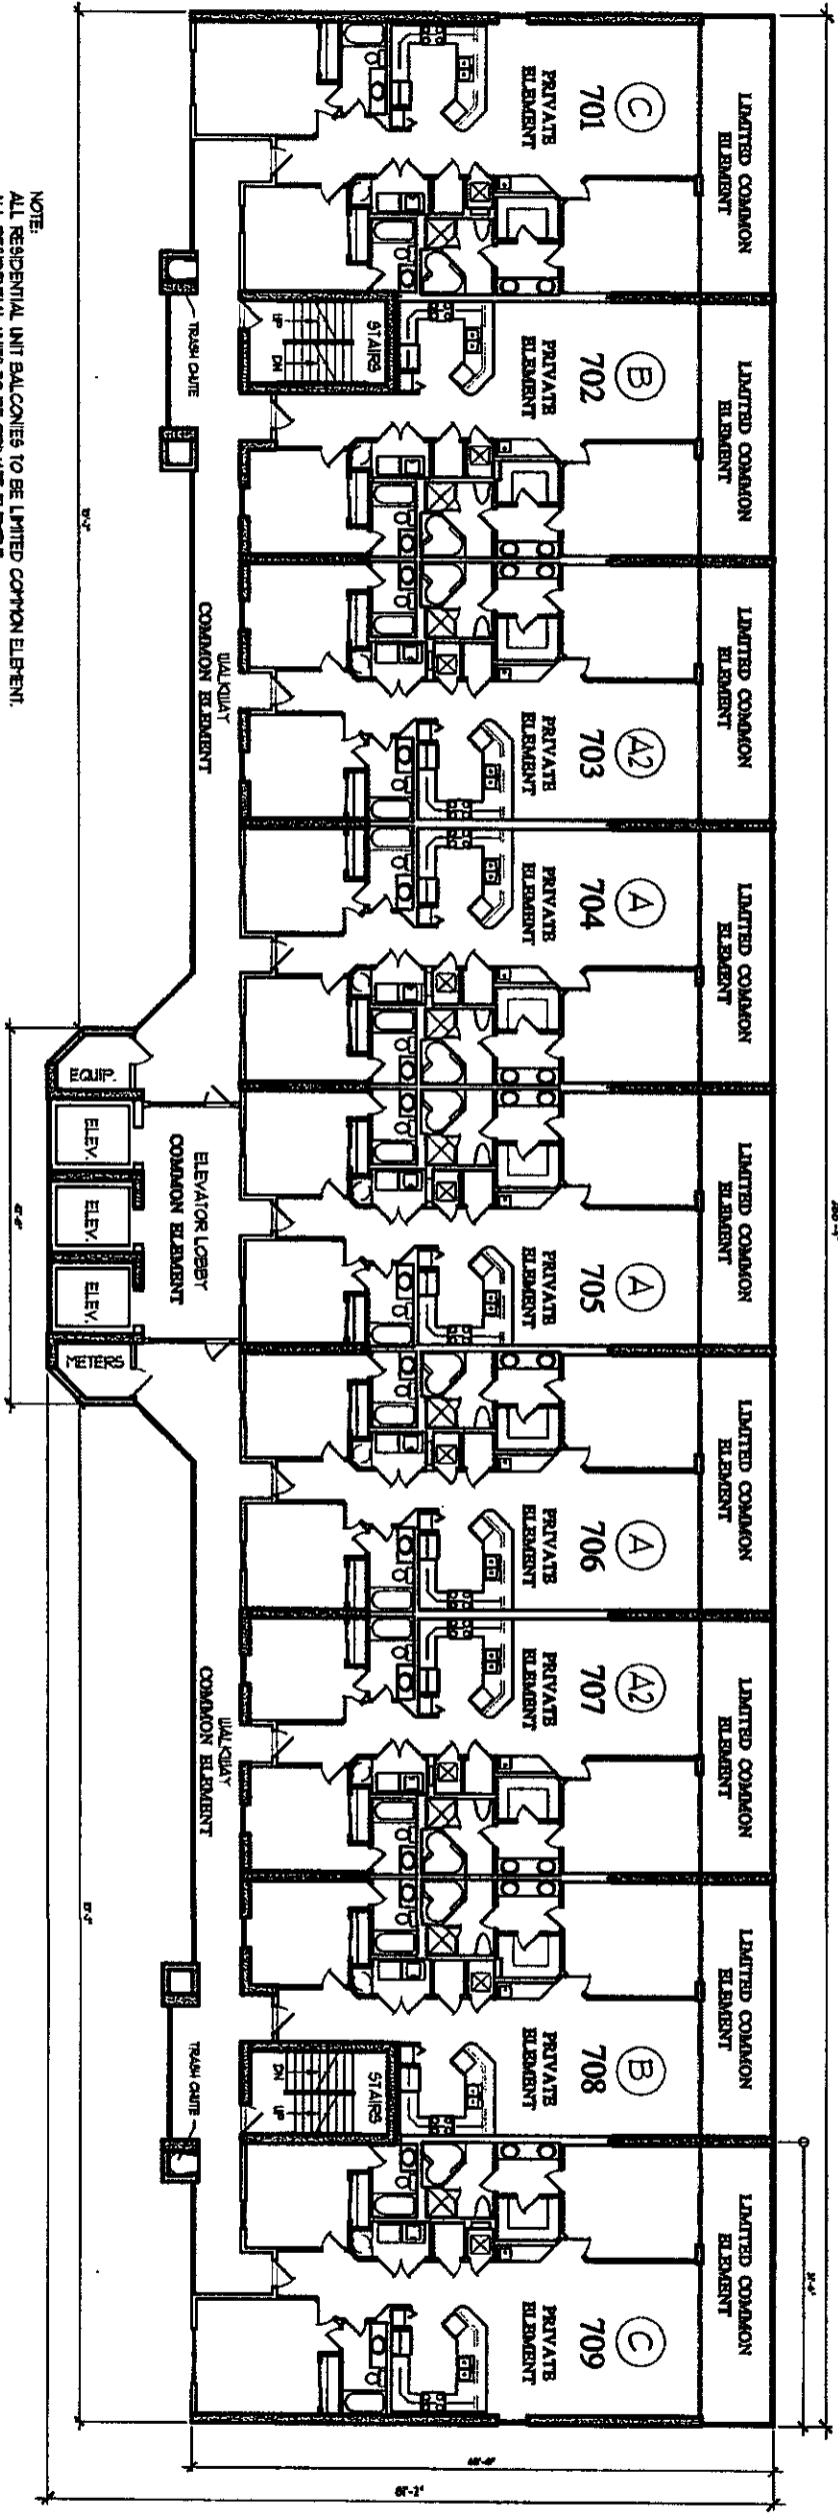 LIMITED COMMON
ELEMENT
C
701
PRIVATE
ELEMENT
LIMITED COMMON
ELEMENT
B
702
PRIVATE
ELEMENT
STAIRS
UP
DN
LIMITED COMMON
ELEMENT
A2
703
PRIVATE
ELEMENT
LIMITED COMMON
ELEMENT
A
704
PRIVATE
ELEMENT
LIMITED COMMON
ELEMENT
A
705
PRIVATE
ELEMENT
LIMITED COMMON
ELEMENT
A
706
PRIVATE
ELEMENT
LIMITED COMMON
ELEMENT
A2
707
PRIVATE
ELEMENT
LIMITED COMMON
ELEMENT
B
708
PRIVATE
ELEMENT
STAIRS
DN
UP
LIMITED COMMON
ELEMENT
C
709
PRIVATE
ELEMENT
TRASH CHUTE
WALKWAY
COMMON ELEMENT
ELEVATOR LOBBY
COMMON ELEMENT
EQUIP.
ELEV.
ELEV.
ELEV.
METERS
WALKWAY
COMMON ELEMENT
TRASH CHUTE
NOTE:
ALL RESIDENTIAL UNIT BALCONIES TO BE LIMITED COMMON ELEMENT.